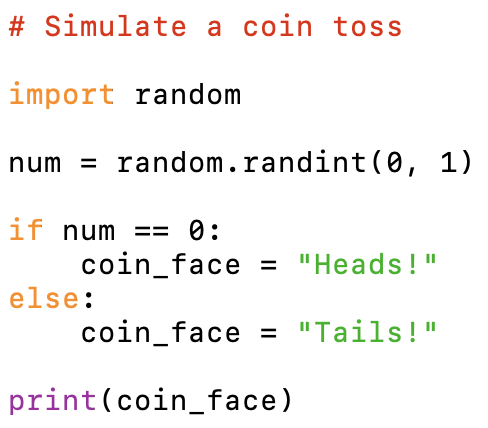 # Simulate a coin toss
import random
num = random.randint(0, 1)
if num == 0:
    coin_face = "Heads!"
else:
    coin_face = "Tails!"
print(coin_face)